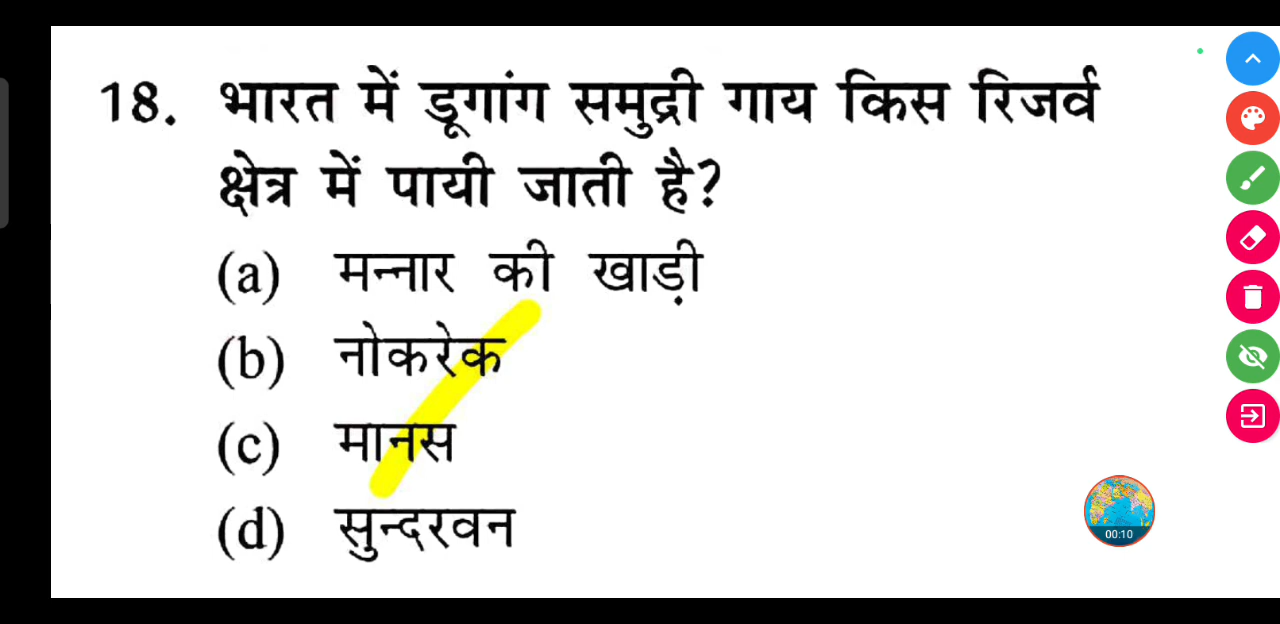 18. भारत में डूगांग समुद्री गाय किस रिजर्व
क्षेत्र में पायी जाती है?
(a) मन्नार की खाड़ी
(b) नोकरेक
(c) मानस
(d) सुन्दरवन
00:10